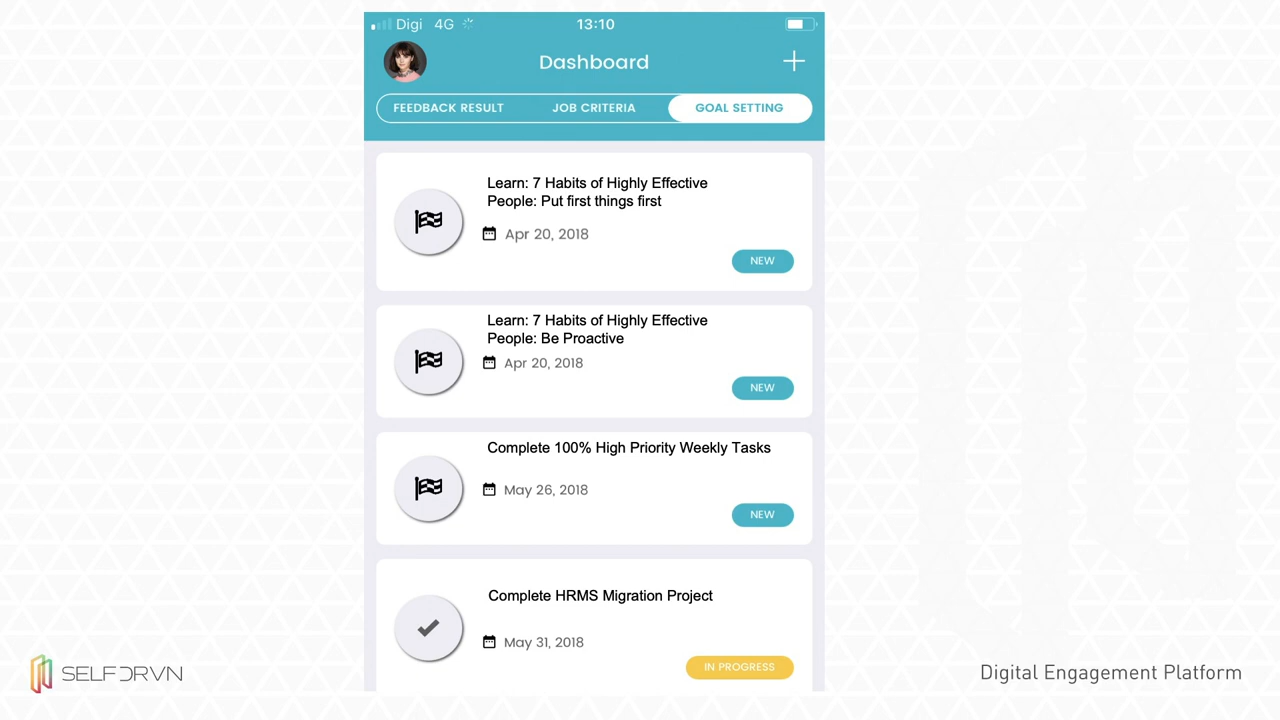 Digi 4G 13:10
Dashboard
FEEDBACK RESULT JOB CRITERIA GOAL SETTING
Learn: 7 Habits of Highly Effective
People: Put first things first
Apr 20, 2018
NEW
Learn: 7 Habits of Highly Effective
People: Be Proactive
Apr 20, 2018
NEW
Complete 100% High Priority Weekly Tasks
May 26, 2018
NEW
Complete HRMS Migration Project
May 31, 2018
IN PROGRESS
SELFDRVN
Digital Engagement Platform